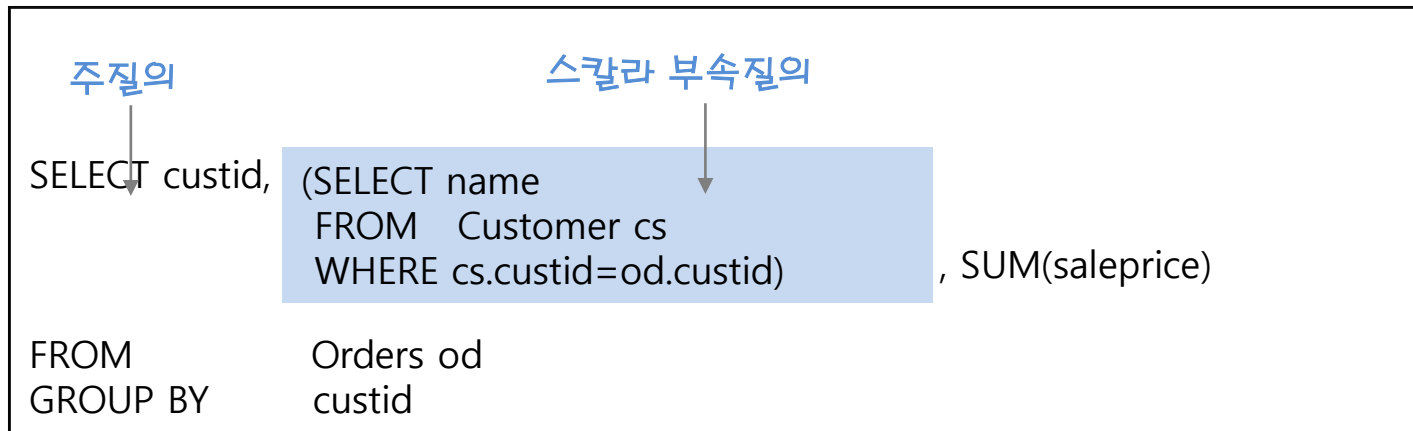 주질의 스칼라 부속질의
SELECT custid, (SELECT name
FROM Customer cs
WHERE cs.custid=od.custid) , SUM(saleprice)
FROM Orders od
GROUP BY custid